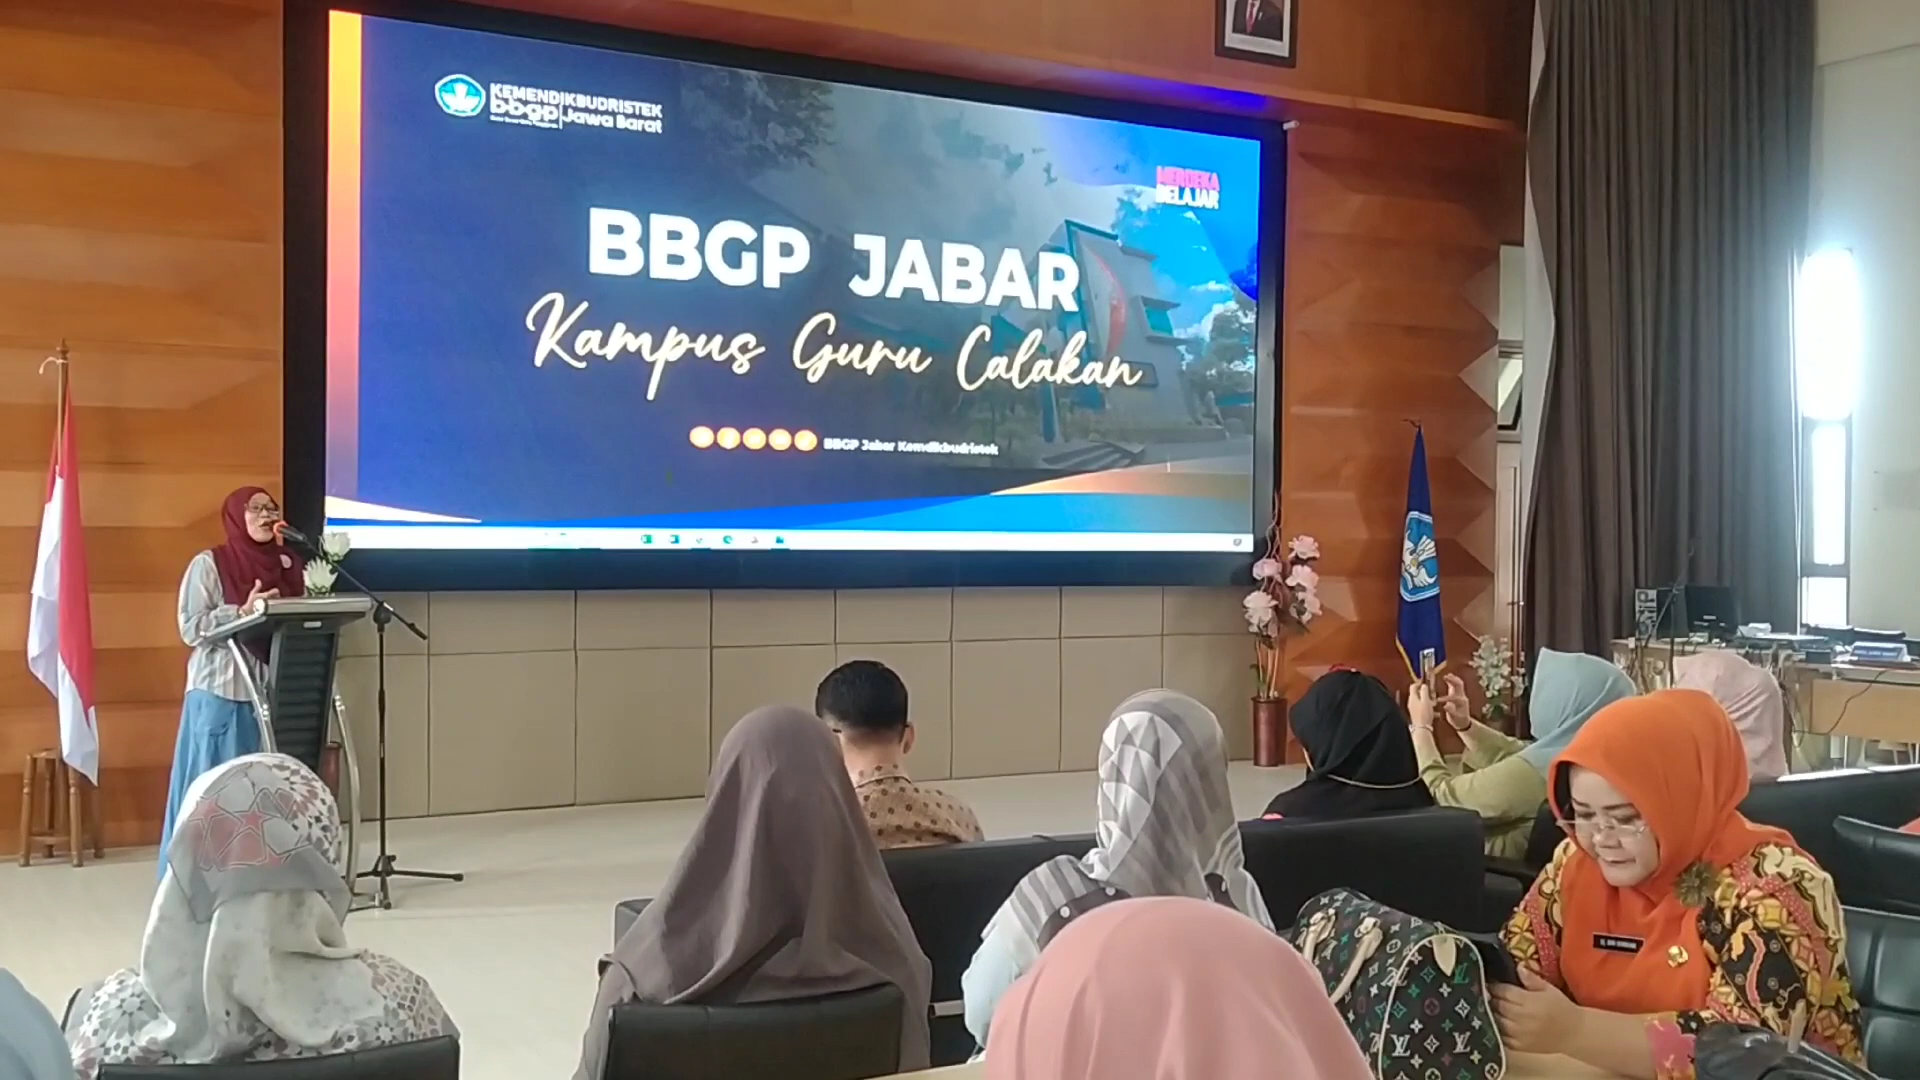 KEMENDIKBUDRISTEK
bbgp Jawa Barat
MERDEKA
BELAJAR
BBGP JABAR
Kampus Guru Calakan
BBGP Jabar Kemdikbudristek